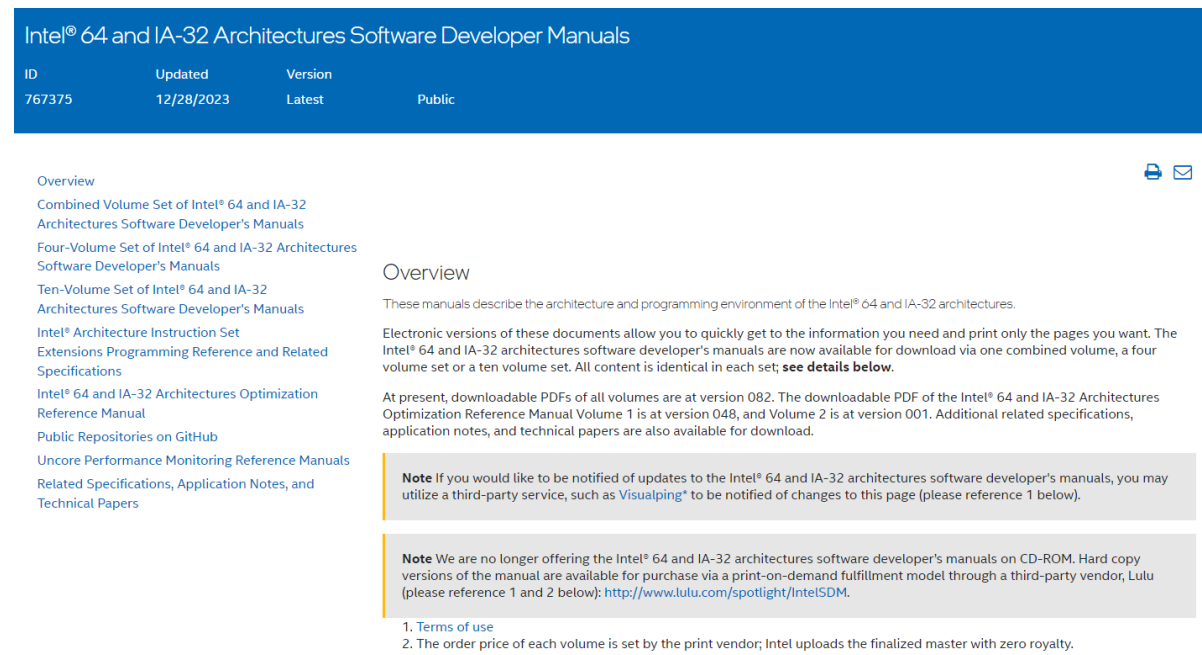 Intel® 64 and IA-32 Architectures Software Developer Manuals
ID Updated Version
767375 12/28/2023 Latest Public
Overview
Combined Volume Set of Intel® 64 and IA-32
Architectures Software Developer's Manuals
Four-Volume Set of Intel® 64 and IA-32 Architectures
Software Developer's Manuals
Ten-Volume Set of Intel® 64 and IA-32
Architectures Software Developer's Manuals
Intel® Architecture Instruction Set
Extensions Programming Reference and Related
Specifications
Intel® 64 and IA-32 Architectures Optimization
Reference Manual
Public Repositories on GitHub
Uncore Performance Monitoring Reference Manuals
Related Specifications, Application Notes, and
Technical Papers
Overview
These manuals describe the architecture and programming environment of the Intel® 64 and IA-32 architectures.
Electronic versions of these documents allow you to quickly get to the information you need and print only the pages you want. The
Intel® 64 and IA-32 architectures software developer's manuals are now available for download via one combined volume, a four
volume set or a ten volume set. All content is identical in each set; see details below.
At present, downloadable PDFs of all volumes are at version 082. The downloadable PDF of the Intel® 64 and IA-32 Architectures
Optimization Reference Manual Volume 1 is at version 048, and Volume 2 is at version 001. Additional related specifications,
application notes, and technical papers are also available for download.
Note If you would like to be notified of updates to the Intel® 64 and IA-32 architectures software developer's manuals, you may
utilize a third-party service, such as Visualping* to be notified of changes to this page (please reference 1 below).
Note We are no longer offering the Intel® 64 and IA-32 architectures software developer's manuals on CD-ROM. Hard copy
versions of the manual are available for purchase via a print-on-demand fulfillment model through a third-party vendor, Lulu
(please reference 1 and 2 below): http://www.lulu.com/spotlight/IntelSDM.
1. Terms of use
2. The order price of each volume is set by the print vendor; Intel uploads the finalized master with zero royalty.